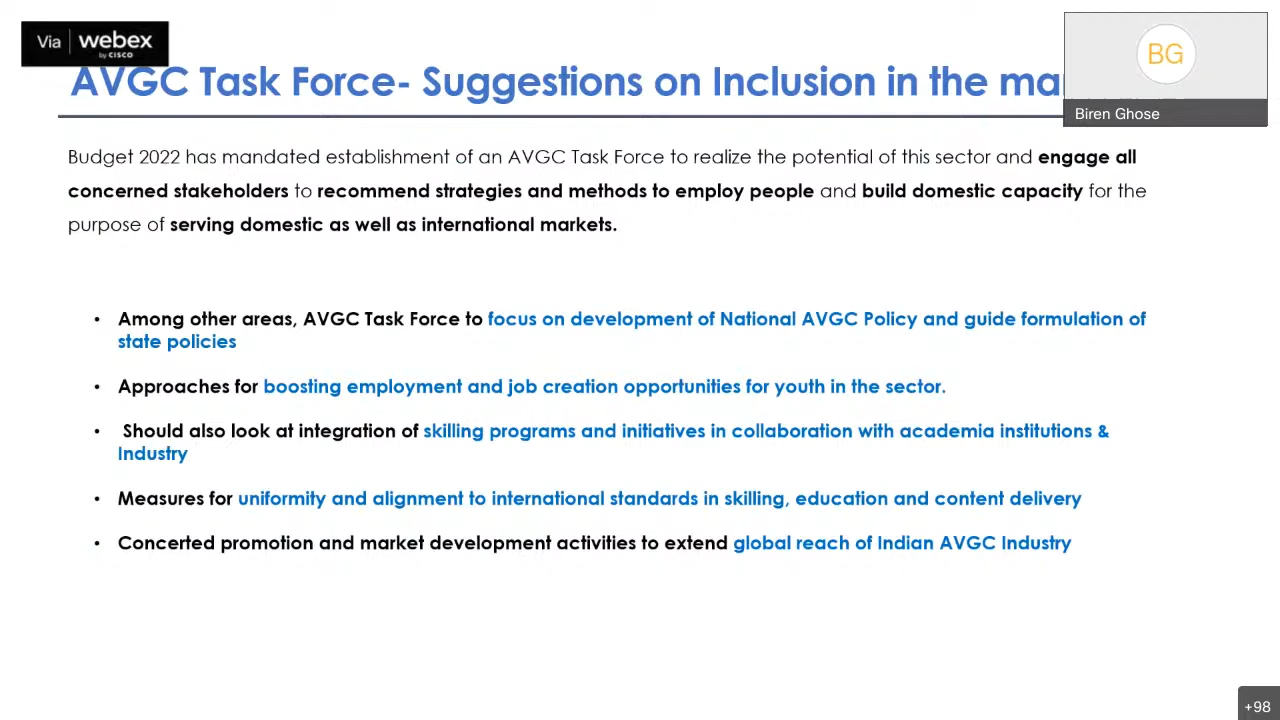 Via webex
by CISCO
BG
Biren Ghose
AVGC Task Force- Suggestions on Inclusion in the
Budget 2022 has mandated establishment of an AVGC Task Force to realize the potential of this sector and engage all
concerned stakeholders to recommend strategies and methods to employ people and build domestic capacity for the
purpose of serving domestic as well as international markets.
• Among other areas, AVGC Task Force to focus on development of National AVGC Policy and guide formulation of
state policies
• Approaches for boosting employment and job creation opportunities for youth in the sector.
• Should also look at integration of skilling programs and initiatives in collaboration with academia institutions &
Industry
• Measures for uniformity and alignment to international standards in skilling, education and content delivery
• Concerted promotion and market development activities to extend global reach of Indian AVGC Industry
+98